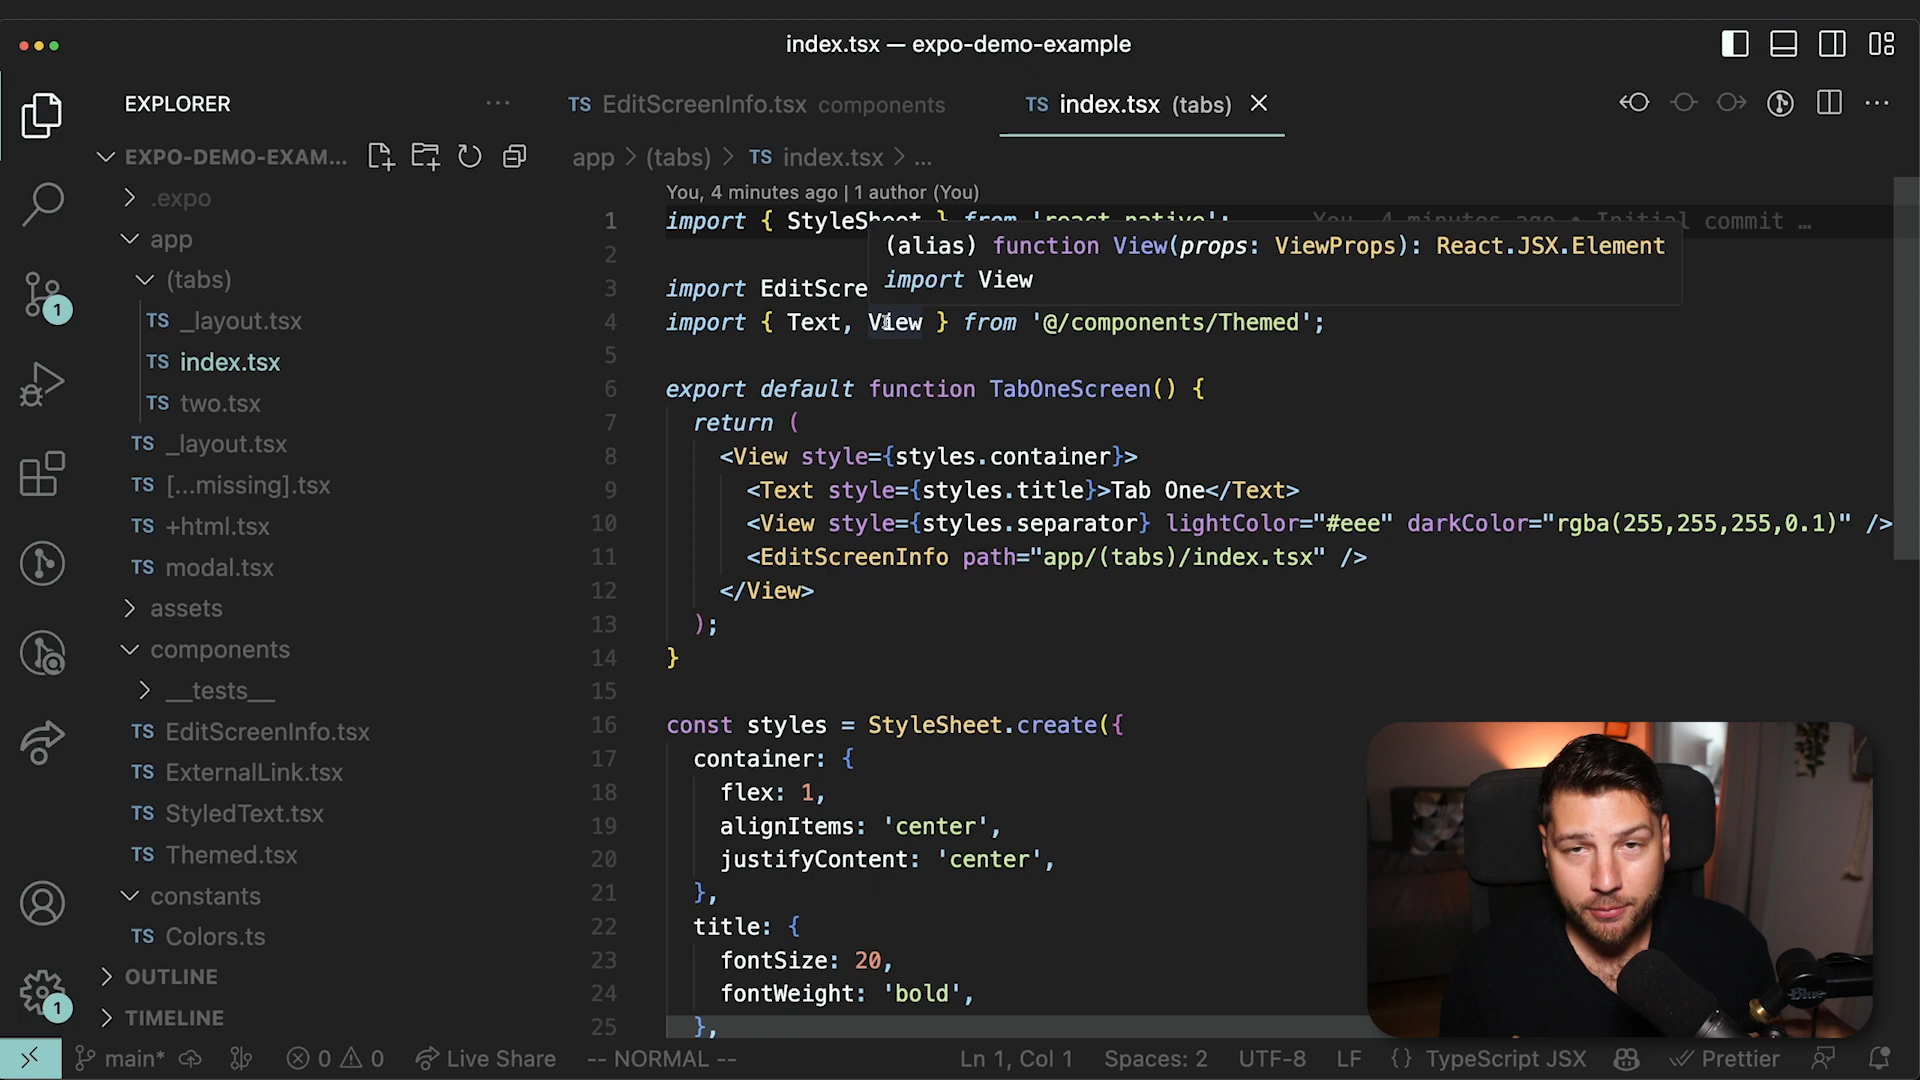 index.tsx — expo-demo-example
EXPLORER
EXPO-DEMO-EXAM...
.expo
app
(tabs)
TS _layout.tsx
TS index.tsx
TS two.tsx
TS _layout.tsx
TS [...missing].tsx
TS +html.tsx
TS modal.tsx
assets
components
__tests__
TS EditScreenInfo.tsx
TS ExternalLink.tsx
TS StyledText.tsx
TS Themed.tsx
constants
TS Colors.ts
OUTLINE
TIMELINE
1
1
TS EditScreenInfo.tsx components
TS index.tsx (tabs)
app > (tabs) > TS index.tsx > ...
You, 4 minutes ago | 1 author (You)
1 import { StyleSheet } from 'react-native'; You, 4 minutes ago • Initial commit …
(alias) function View(props: ViewProps): React.JSX.Element
import View
2
3 import EditScre
4 import { Text, View } from '@/components/Themed';
5
6 export default function TabOneScreen() {
7 return (
8 <View style={styles.container}>
9 <Text style={styles.title}>Tab One</Text>
10 <View style={styles.separator} lightColor="#eee" darkColor="rgba(255,255,255,0.1)" />
11 <EditScreenInfo path="app/(tabs)/index.tsx" />
12 </View>
13 );
14 }
15
16 const styles = StyleSheet.create({
17 container: {
18 flex: 1,
19 alignItems: 'center',
20 justifyContent: 'center',
21 },
22 title: {
23 fontSize: 20,
24 fontWeight: 'bold',
25 },
Blue
main* 0 0 Live Share -- NORMAL -- Ln 1, Col 1 Spaces: 2 UTF-8 LF {} TypeScript JSX Prettier